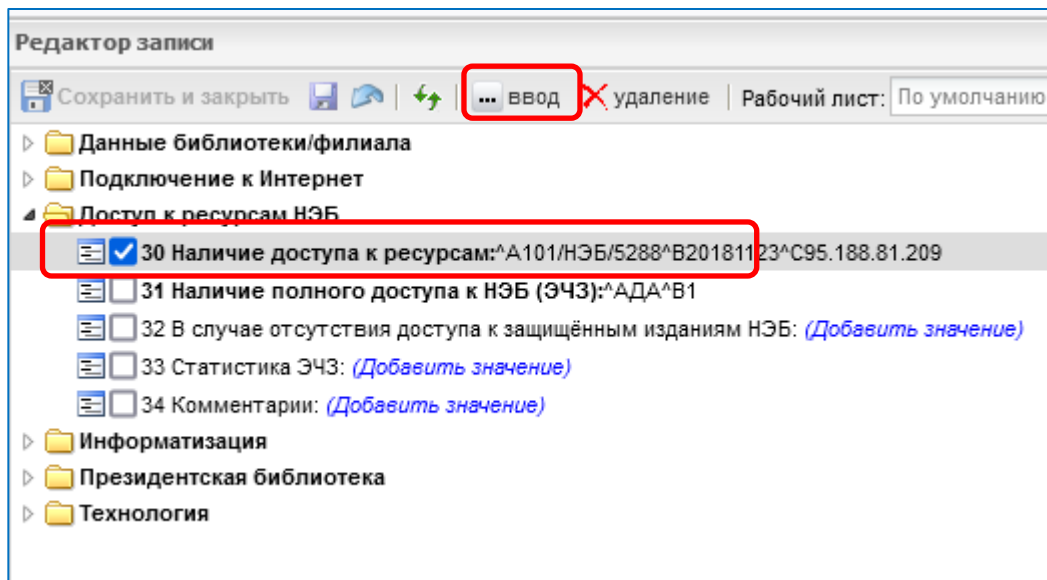 Редактор записи
Сохранить и закрыть ... ввод удаление Рабочий лист: По умолчанию
Данные библиотеки/филиала
Подключение к Интернет
Доступ к ресурсам НЭБ
30 Наличие доступа к ресурсам:^A101/НЭБ/5288^B20181123^C95.188.81.209
31 Наличие полного доступа к НЭБ (ЭЧЗ):^AДА^B1
32 В случае отсутствия доступа к защищённым изданиям НЭБ: (Добавить значение)
33 Статистика ЭЧЗ: (Добавить значение)
34 Комментарии: (Добавить значение)
Информатизация
Президентская библиотека
Технология